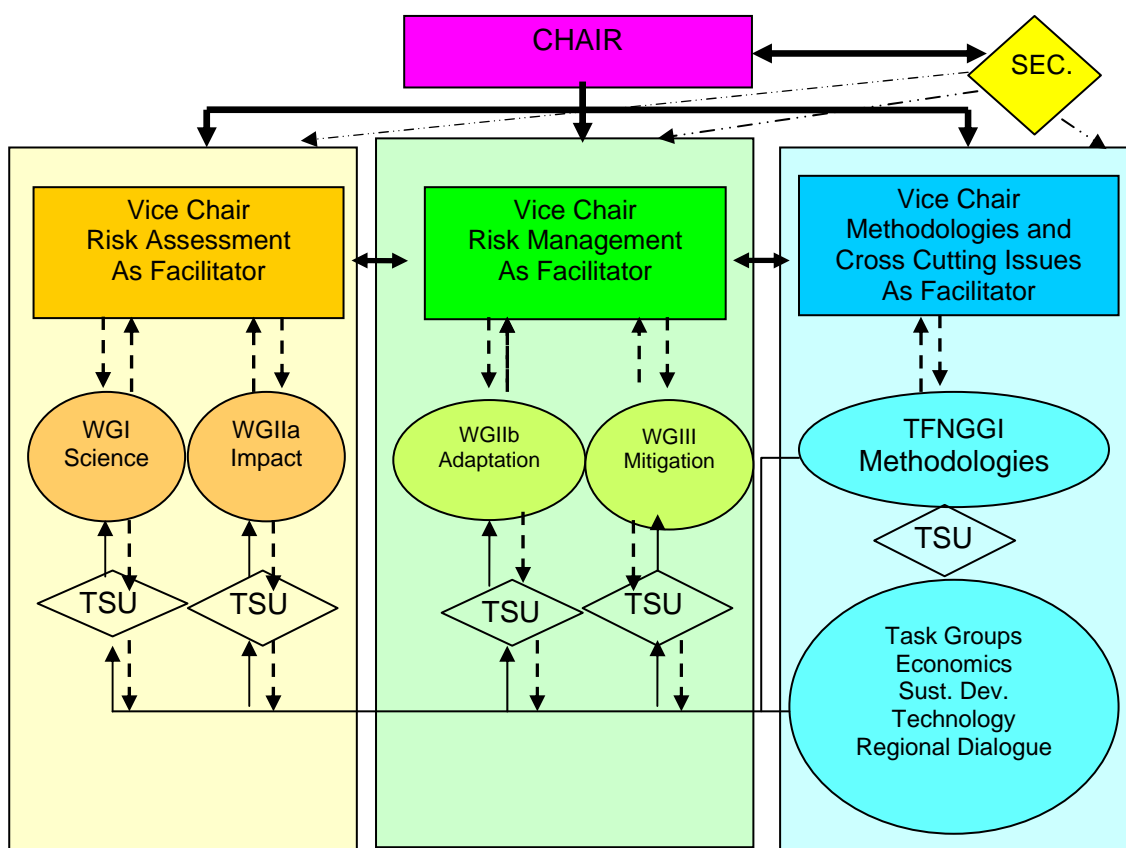 CHAIR
SEC.
Vice Chair
Risk Assessment
As Facilitator
Vice Chair
Risk Management
As Facilitator
Vice Chair
Methodologies and
Cross Cutting Issues
As Facilitator
WGI
Science
WGIIa
Impact
WGIIb
Adaptation
WGIII
Mitigation
TFNGGI
Methodologies
TSU
TSU
TSU
TSU
TSU
Task Groups
Economics
Sust. Dev.
Technology
Regional Dialogue